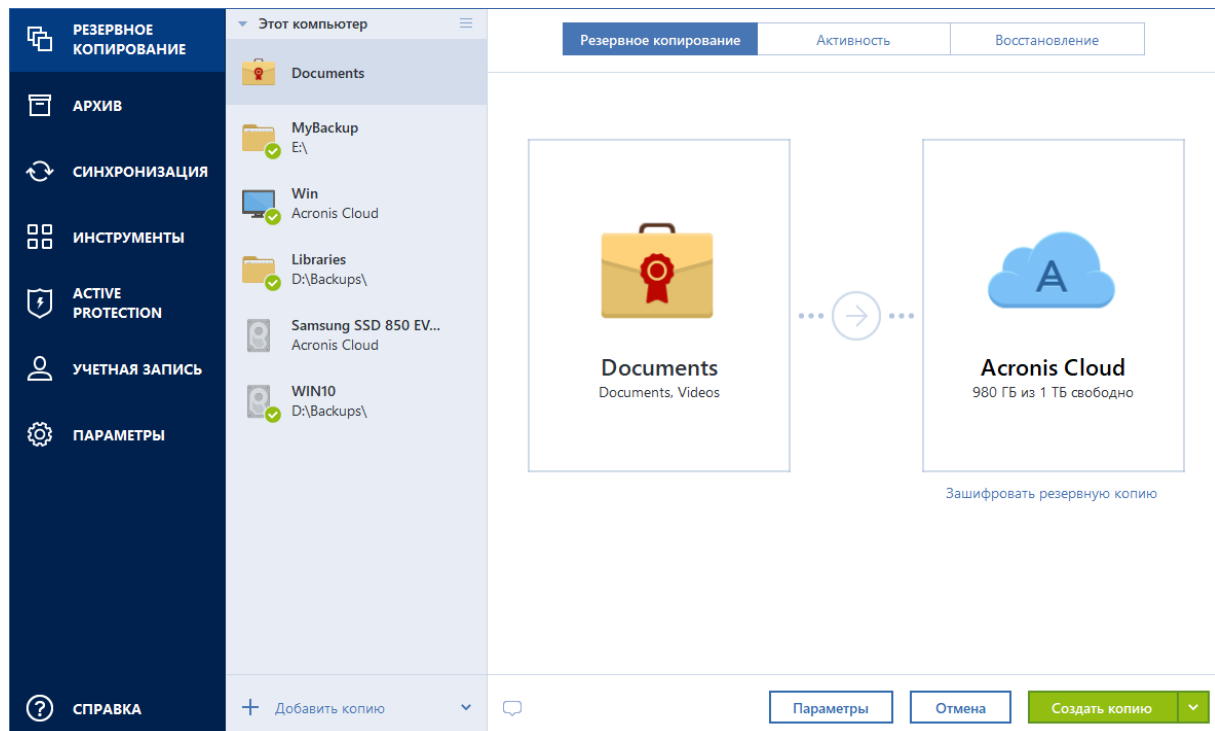 РЕЗЕРВНОЕ
КОПИРОВАНИЕ
АРХИВ
СИНХРОНИЗАЦИЯ
ИНСТРУМЕНТЫ
ACTIVE
PROTECTION
УЧЕТНАЯ ЗАПИСЬ
ПАРАМЕТРЫ
СПРАВКА
Этот компьютер
Documents
MyBackup
E:\
Win
Acronis Cloud
Libraries
D:\Backups\
Samsung SSD 850 EV...
Acronis Cloud
WIN10
D:\Backups\
Добавить копию
Резервное копирование
Активность
Восстановление
Documents
Documents, Videos
Acronis Cloud
980 ГБ из 1 ТБ свободно
Зашифровать резервную копию
Параметры
Отмена
Создать копию